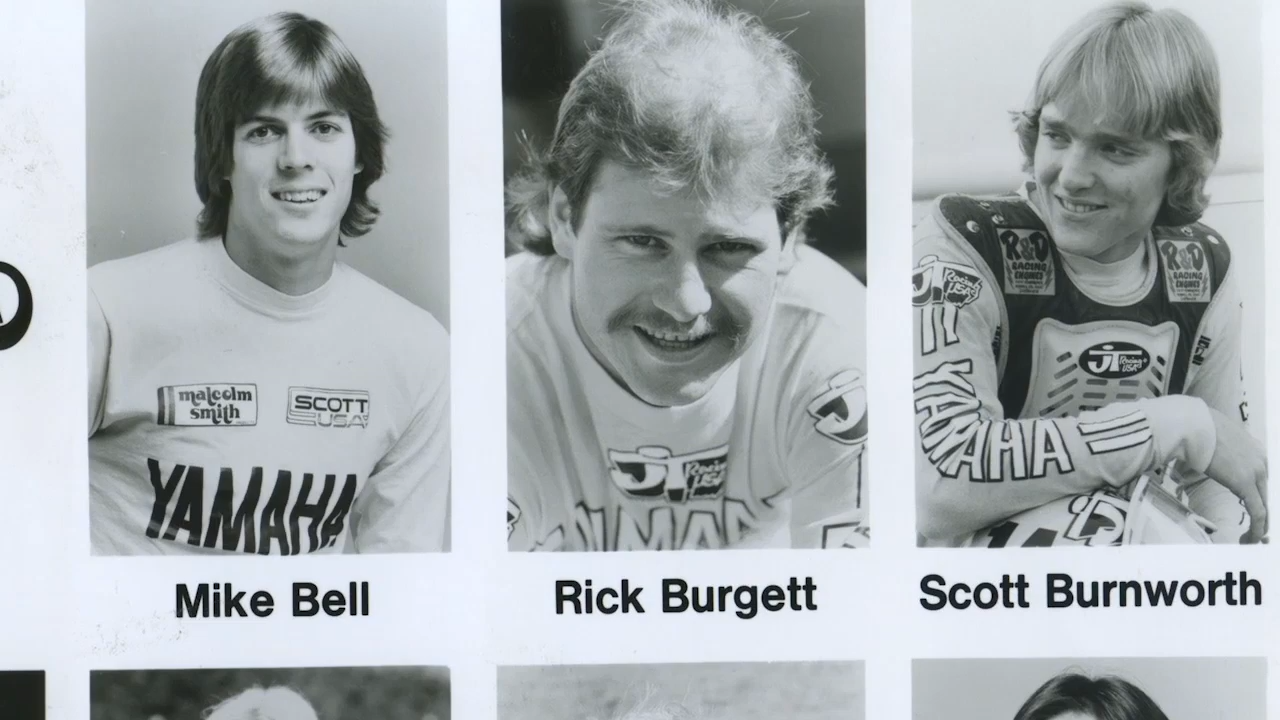 malcolm
smith
SCOTT
USA
YAMAHA
Mike Bell
JT Racing
USA
YAMAHA
Rick Burgett
R&D
RACING
ENGINES
R&D
RACING
ENGINES
JT Racing
USA
JT Racing
USA
YAMAHA
Scott Burnworth